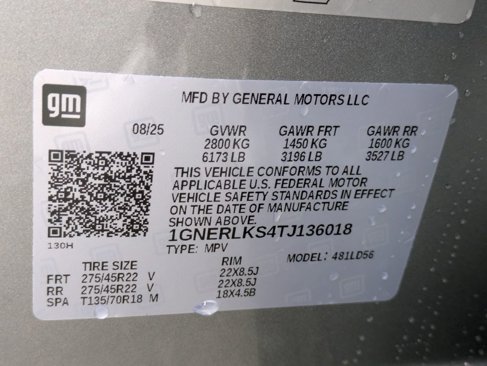 gm
MFD BY GENERAL MOTORS LLC
08/25 GVWR GAWR FRT GAWR RR
2800 KG 1450 KG 1600 KG
6173 LB 3196 LB 3527 LB
THIS VEHICLE CONFORMS TO ALL
APPLICABLE U.S. FEDERAL MOTOR
VEHICLE SAFETY STANDARDS IN EFFECT
ON THE DATE OF MANUFACTURE
SHOWN ABOVE.
130H
1GNERLKS4TJ136018
TYPE: MPV MODEL: 481LD56
TIRE SIZE RIM
FRT 275/45R22 V 22X8.5J
RR 275/45R22 V 22X8.5J
SPA T135/70R18 M 18X4.5B